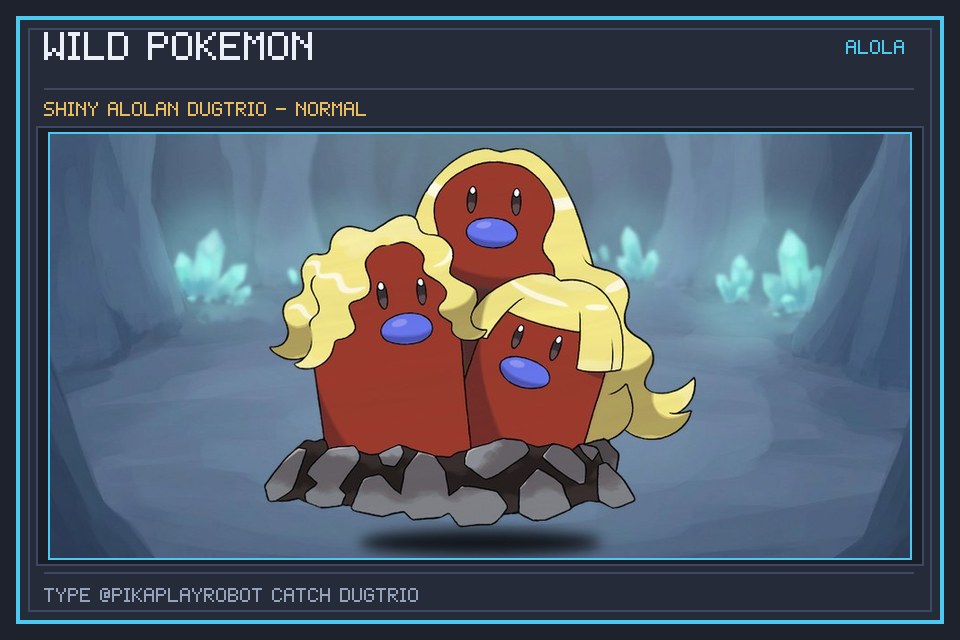 WILD POKEMON
ALOLA
SHINY ALOLAN DUGTRIO - NORMAL
TYPE @PIKAPLAYROBOT CATCH DUGTRIO